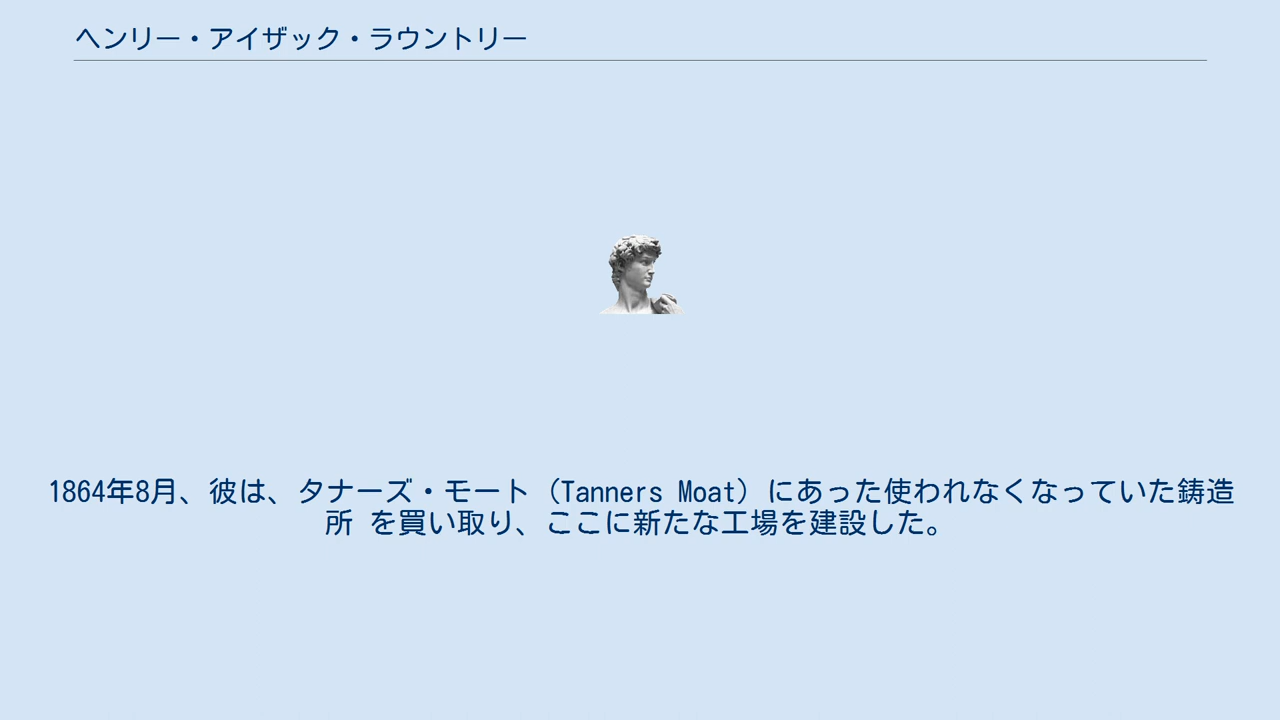 ヘンリー・アイザック・ラウントリー
1864年8月、彼は、タナーズ・モート（Tanners Moat）にあった使われなくなっていた鋳造
所 を買い取り、ここに新たな工場を建設した。